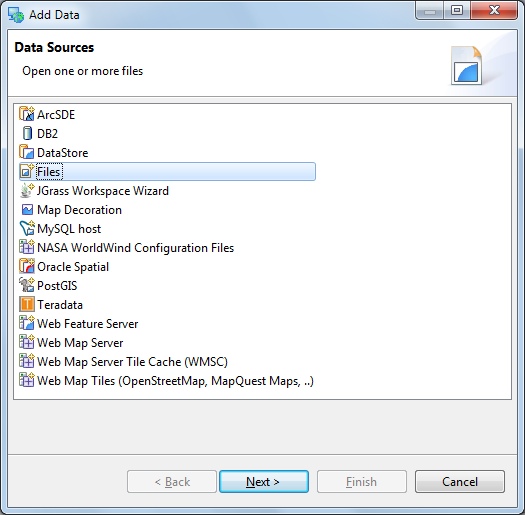 Add Data
Data Sources
Open one or more files
ArcSDE
DB2
DataStore
Files
JGrass Workspace Wizard
Map Decoration
MySQL host
NASA WorldWind Configuration Files
Oracle Spatial
PostGIS
Teradata
Web Feature Server
Web Map Server
Web Map Server Tile Cache (WMSC)
Web Map Tiles (OpenStreetMap, MapQuest Maps, ..)
< Back Next > Finish Cancel